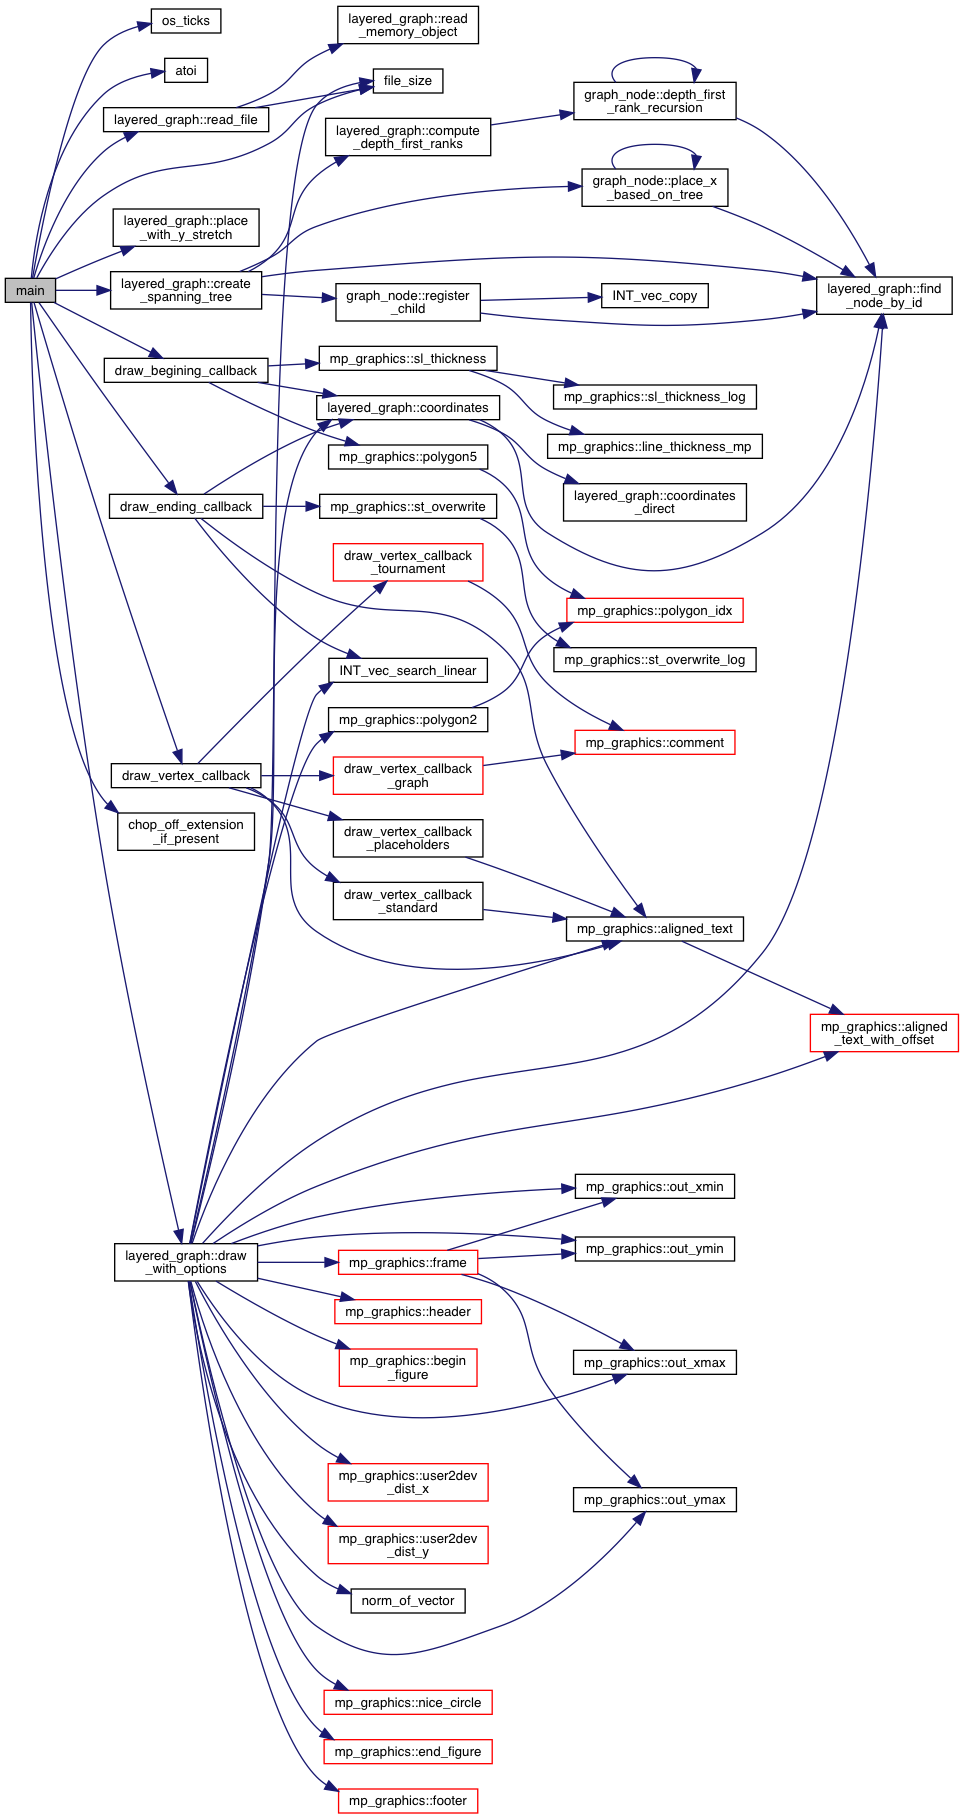 os_ticks
layered_graph::read
_memory_object
atoi
file_size
layered_graph::read_file
layered_graph::compute
_depth_first_ranks
graph_node::depth_first
_rank_recursion
graph_node::place_x
_based_on_tree
layered_graph::place
_with_y_stretch
main
layered_graph::create
_spanning_tree
graph_node::register
_child
INT_vec_copy
layered_graph::find
_node_by_id
draw_begining_callback
mp_graphics::sl_thickness
mp_graphics::sl_thickness_log
layered_graph::coordinates
mp_graphics::line_thickness_mp
mp_graphics::polygon5
layered_graph::coordinates
_direct
draw_ending_callback
mp_graphics::st_overwrite
draw_vertex_callback
_tournament
mp_graphics::polygon_idx
mp_graphics::st_overwrite_log
INT_vec_search_linear
mp_graphics::polygon2
mp_graphics::comment
draw_vertex_callback
draw_vertex_callback
_graph
chop_off_extension
_if_present
draw_vertex_callback
_placeholders
draw_vertex_callback
_standard
mp_graphics::aligned_text
mp_graphics::aligned
_text_with_offset
mp_graphics::out_xmin
mp_graphics::out_ymin
layered_graph::draw
_with_options
mp_graphics::frame
mp_graphics::header
mp_graphics::begin
_figure
mp_graphics::out_xmax
mp_graphics::user2dev
_dist_x
mp_graphics::out_ymax
mp_graphics::user2dev
_dist_y
norm_of_vector
mp_graphics::nice_circle
mp_graphics::end_figure
mp_graphics::footer